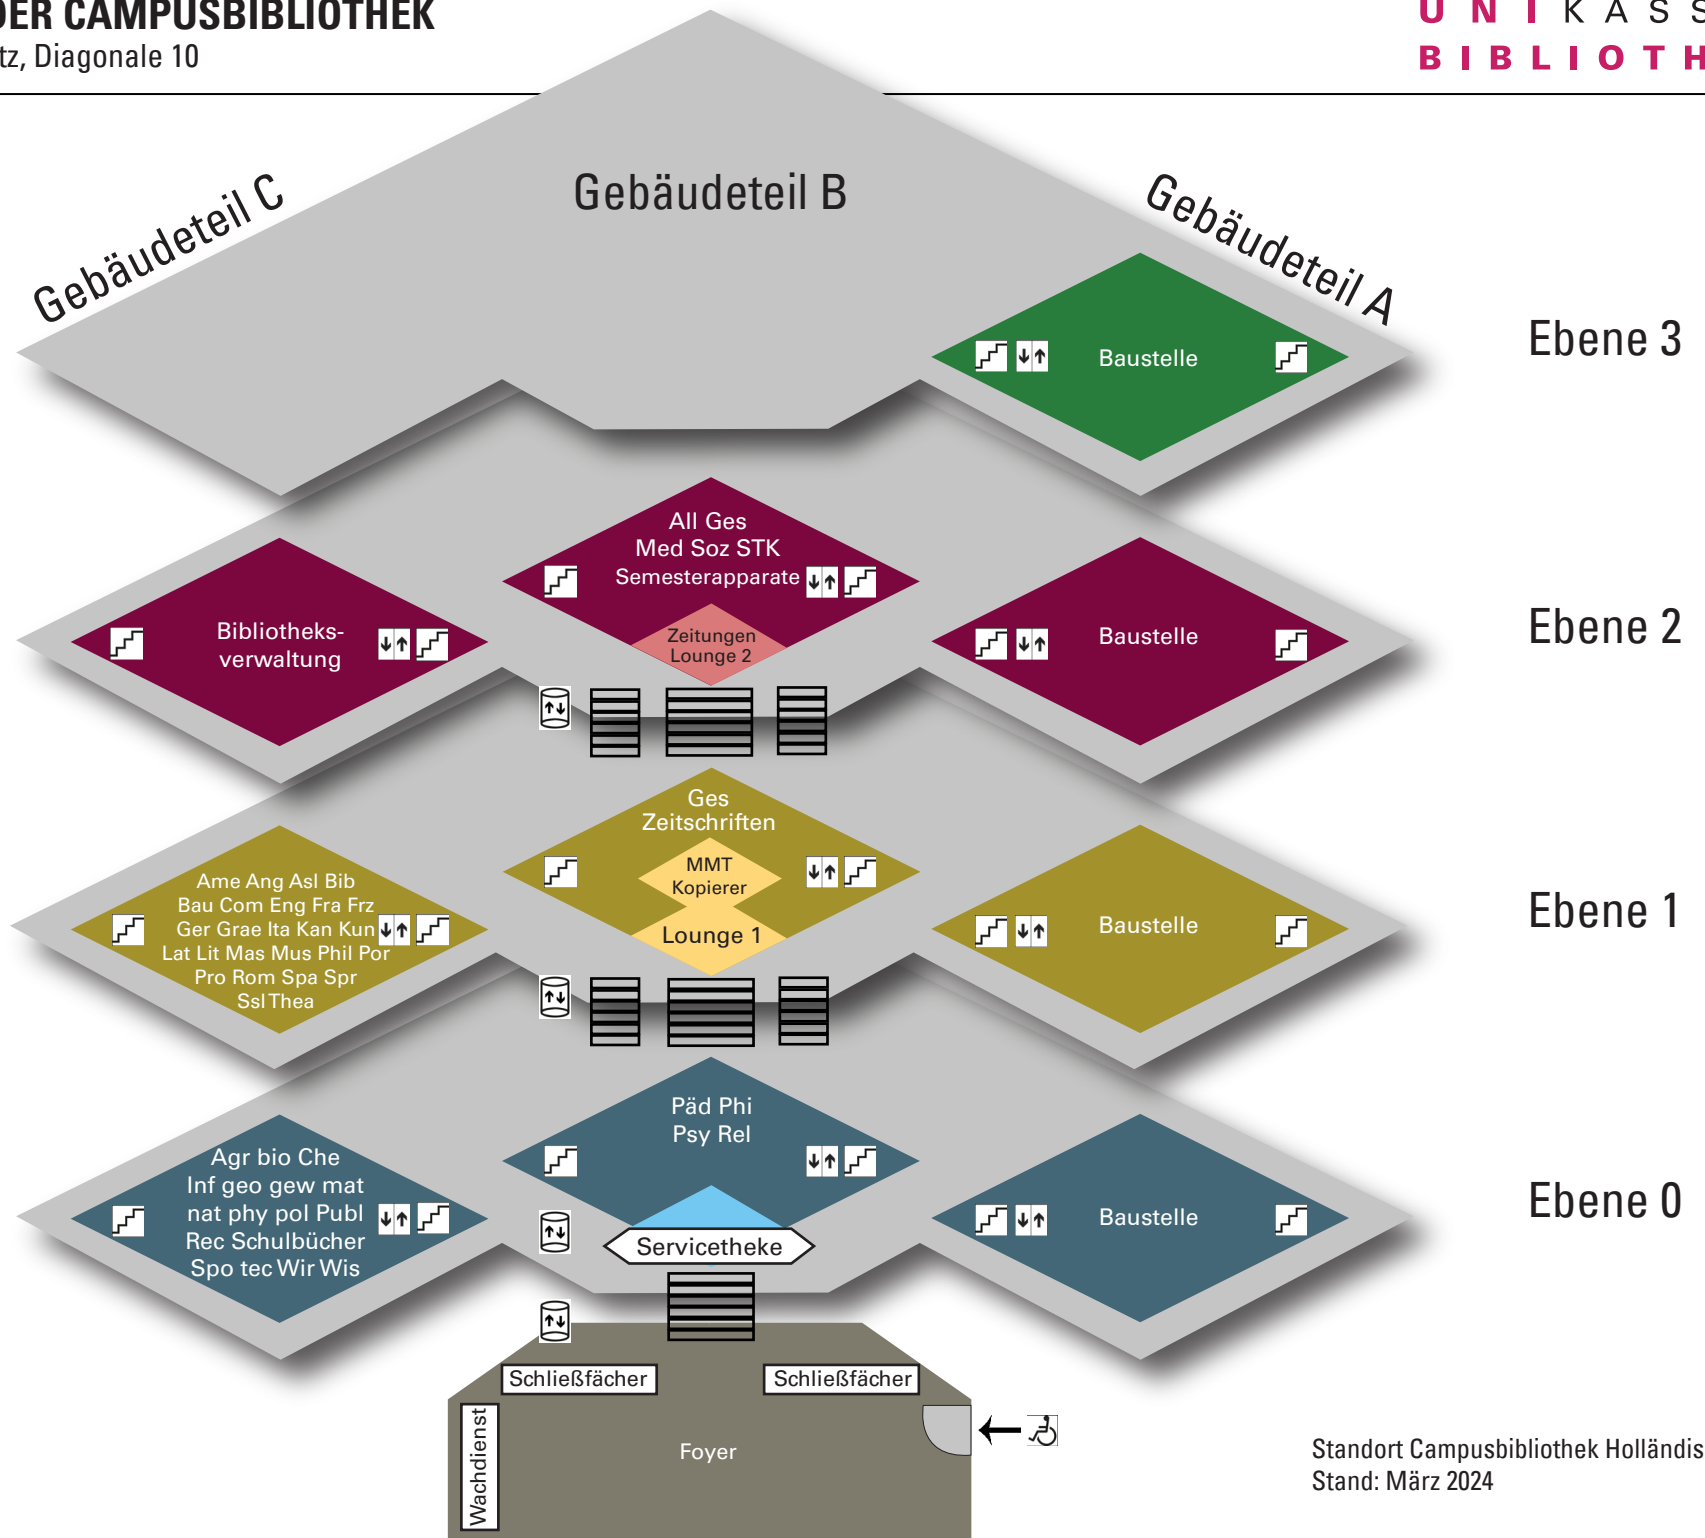 DER CAMPUSBIBLIOTHEK
tz, Diagonale 10
UNIKASS
BIBLIOTH
Gebäudeteil C
Gebäudeteil B
Gebäudeteil A
Baustelle
Ebene 3
All Ges
Med Soz STK
Semesterapparate
Zeitungen
Lounge 2
Bibliotheks-
verwaltung
Baustelle
Ebene 2
Ges
Zeitschriften
MMT
Kopierer
Lounge 1
Ame Ang Asl Bib
Bau Com Eng Fra Frz
Ger Grae Ita Kan Kun
Lat Lit Mas Mus Phil Por
Pro Rom Spa Spr
Ssl Thea
Baustelle
Ebene 1
Päd Phi
Psy Rel
Servicetheke
Agr bio Che
Inf geo gew mat
nat phy pol Publ
Rec Schulbücher
Spo tec Wir Wis
Baustelle
Ebene 0
Schließfächer
Schließfächer
Wachdienst
Foyer
Standort Campusbibliothek Holländis
Stand: März 2024